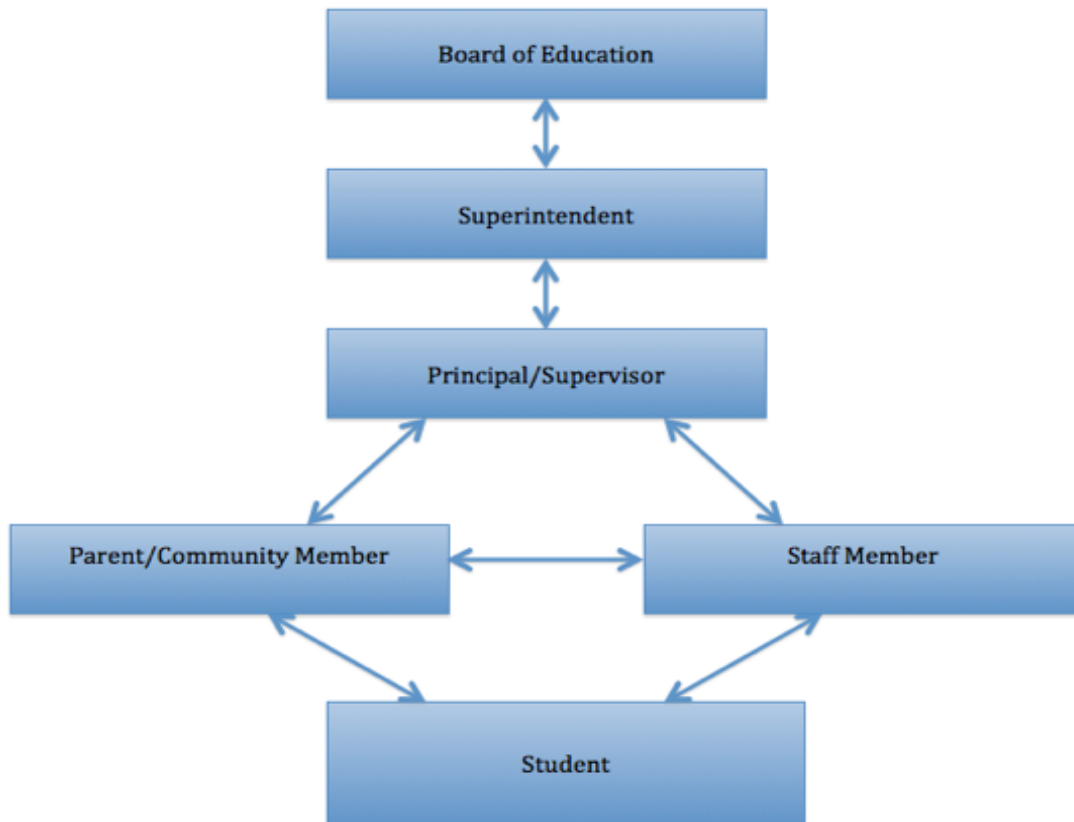 Board of Education
Superintendent
Principal/Supervisor
Parent/Community Member
Staff Member
Student